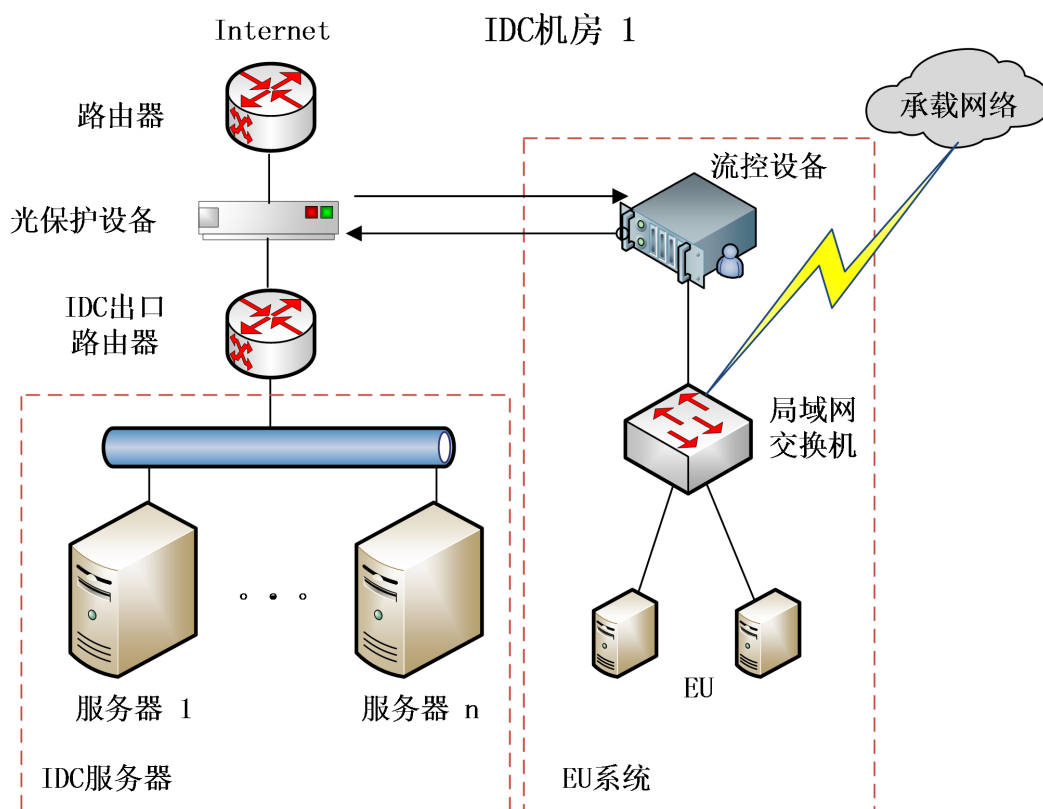 Internet
IDC机房 1
路由器
承载网络
流控设备
光保护设备
IDC出口
路由器
局域网
交换机
服务器 1
服务器 n
EU
IDC服务器
EU系统